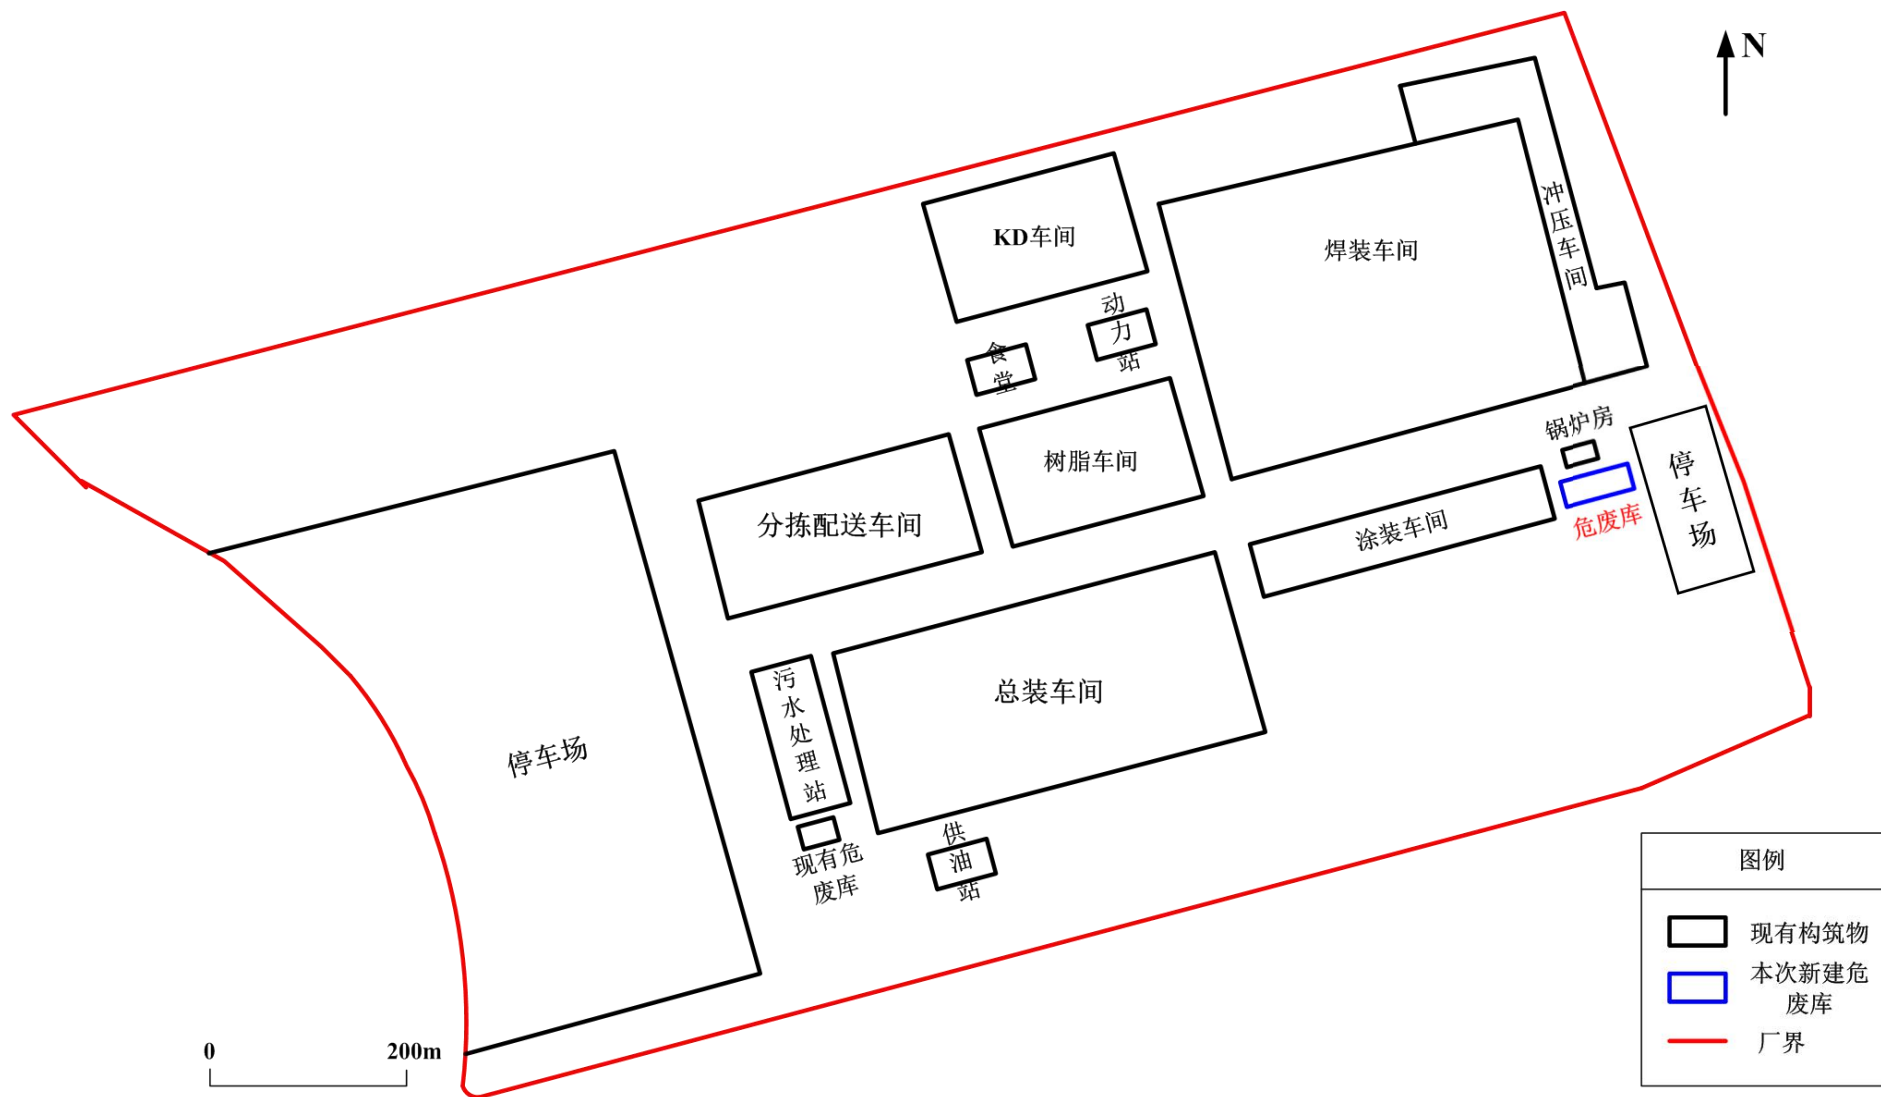 N
KD车间
焊装车间
冲压车间
动力站
食堂
树脂车间
分拣配送车间
锅炉房
危废库
停车场
涂装车间
总装车间
污水处理站
停车场
现有危
废库
供油站
0
200m
图例
现有构筑物
本次新建危
废库
厂界